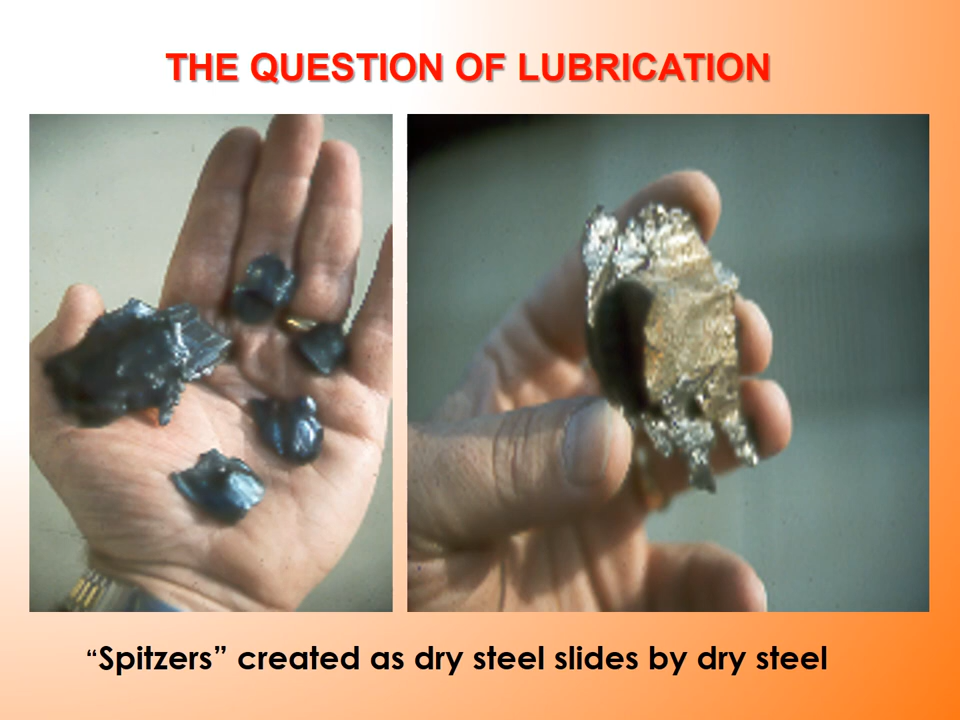 THE QUESTION OF LUBRICATION
“Spitzers” created as dry steel slides by dry steel